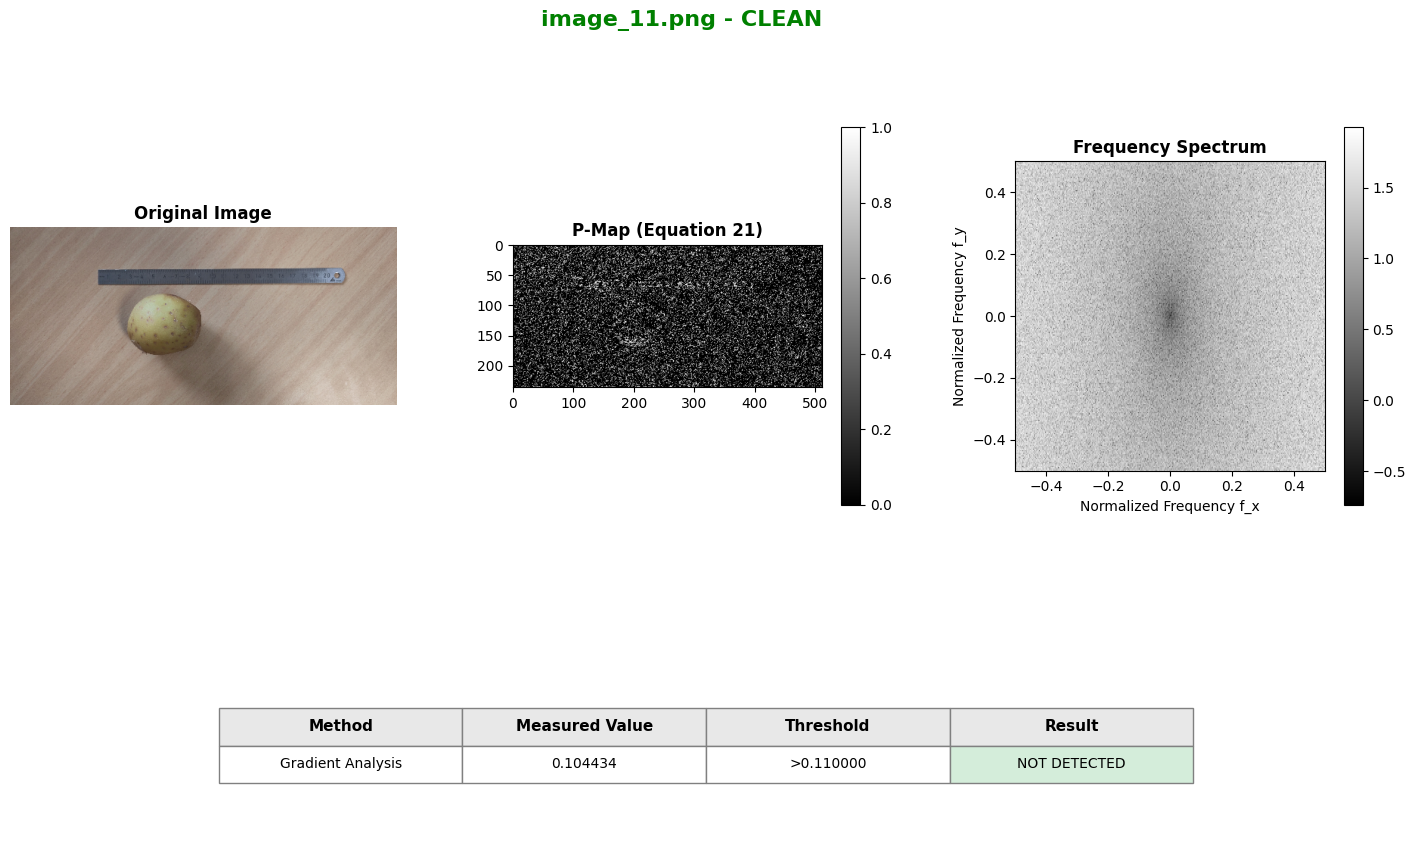 image_11.png - CLEAN
Original Image
P-Map (Equation 21)
0
50
100
150
200
0 100 200 300 400 500
1.0
0.8
0.6
0.4
0.2
0.0
Frequency Spectrum
Normalized Frequency f_y
0.4
0.2
0.0
−0.2
−0.4
−0.4 −0.2 0.0 0.2 0.4
Normalized Frequency f_x
1.5
1.0
0.5
0.0
−0.5
Method Measured Value Threshold Result
Gradient Analysis 0.104434 >0.110000 NOT DETECTED